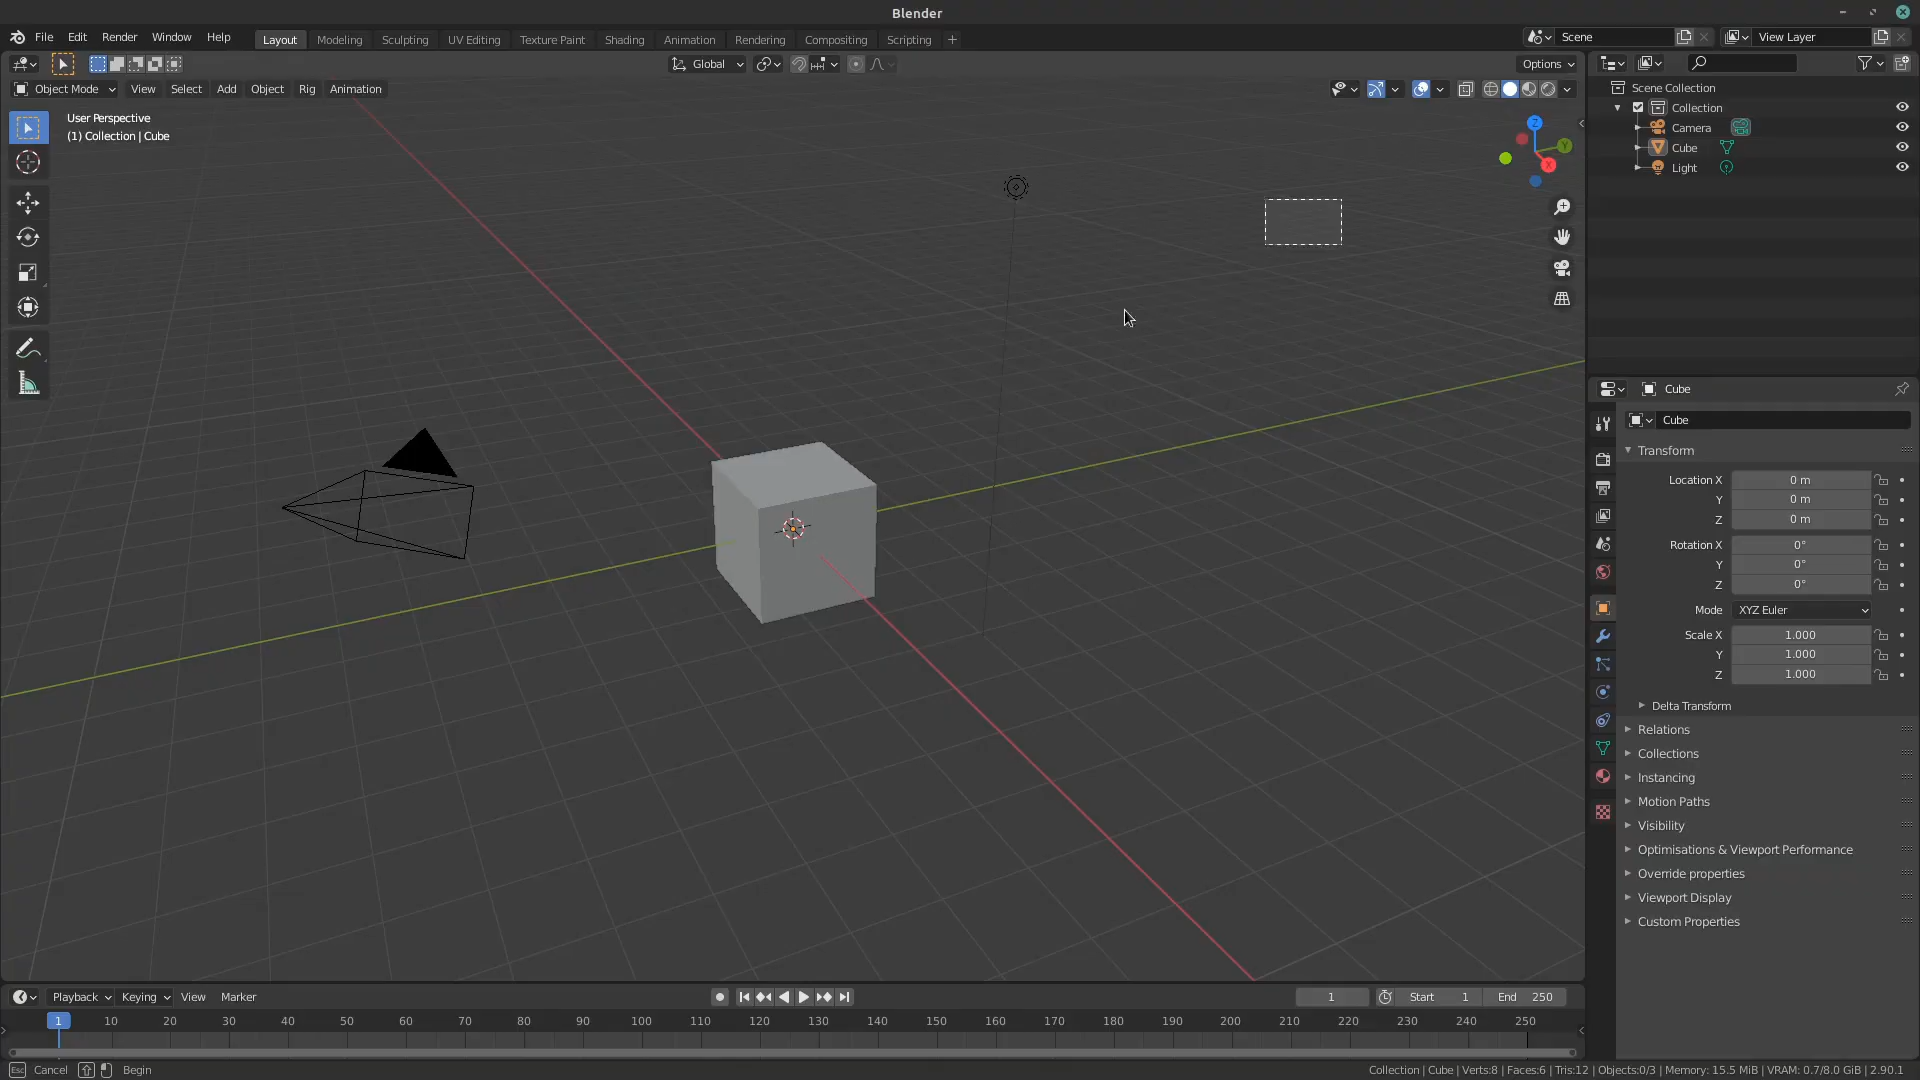 Blender
File Edit Render Window Help Layout Modeling Sculpting UV Editing Texture Paint Shading Animation Rendering Compositing Scripting + Scene View Layer
Global Options
Object Mode View Select Add Object Rig Animation
User Perspective
(1) Collection | Cube
Z
Y
X
Scene Collection
Collection
Camera
Cube
Light
Cube
Cube
Transform
Location X 0 m
Y 0 m
Z 0 m
Rotation X 0°
Y 0°
Z 0°
Mode XYZ Euler
Scale X 1.000
Y 1.000
Z 1.000
Delta Transform
Relations
Collections
Instancing
Motion Paths
Visibility
Optimisations & Viewport Performance
Override properties
Viewport Display
Custom Properties
Playback Keying View Marker 1 Start 1 End 250
1 10 20 30 40 50 60 70 80 90 100 110 120 130 140 150 160 170 180 190 200 210 220 230 240 250
Esc Cancel Begin Collection | Cube | Verts:8 | Faces:6 | Tris:12 | Objects:0/3 | Memory: 15.5 MiB | VRAM: 0.7/8.0 GiB | 2.90.1